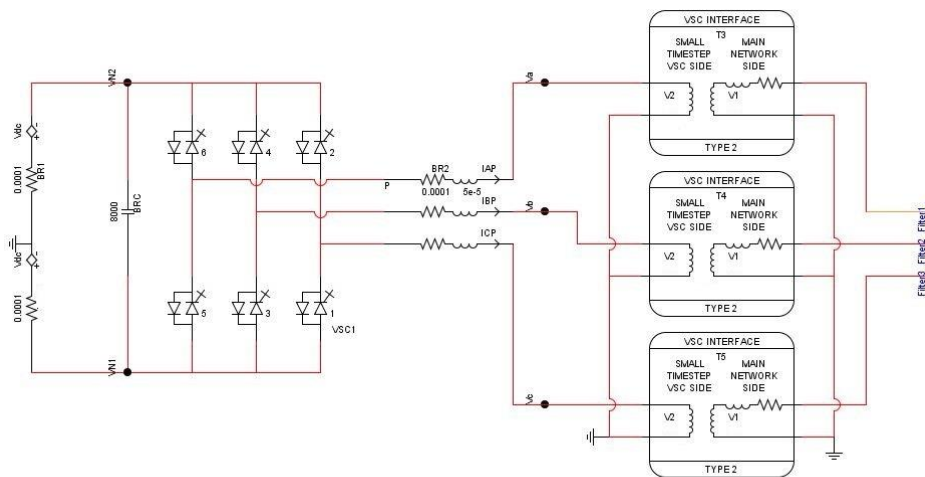 VSC INTERFACE
T3
SMALL
TIMESTEP
VSC SIDE
MAIN
NETWORK
SIDE
V2
V1
TYPE 2
VN2
Vdc
+ -
BR1
0.0001
8000
BRC
6
4
2
P
BR2
0.0001
5e-5
IAP
IBP
ICP
Va
Vb
Vc
VSC INTERFACE
T4
SMALL
TIMESTEP
VSC SIDE
MAIN
NETWORK
SIDE
V2
V1
TYPE 2
Filter1
Filter2
Filter3
Vdc
+ -
0.0001
5
3
1
VSC1
VN1
VSC INTERFACE
T5
SMALL
TIMESTEP
VSC SIDE
MAIN
NETWORK
SIDE
V2
V1
TYPE 2